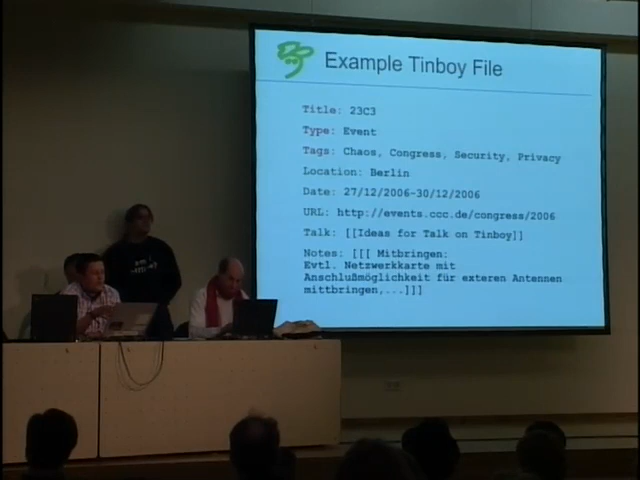 Example Tinboy File
Title: 23C3
Type: Event
Tags: Chaos, Congress, Security, Privacy
Location: Berlin
Date: 27/12/2006-30/12/2006
URL: http://events.ccc.de/congress/2006
Talk: [[Ideas for Talk on Tinboy]]
Notes: [[[ Mitbringen:
Evtl. Netzwerkkarte mit
Anschlußmöglichkeit für exteren Antennen
mittbringen,...]]]